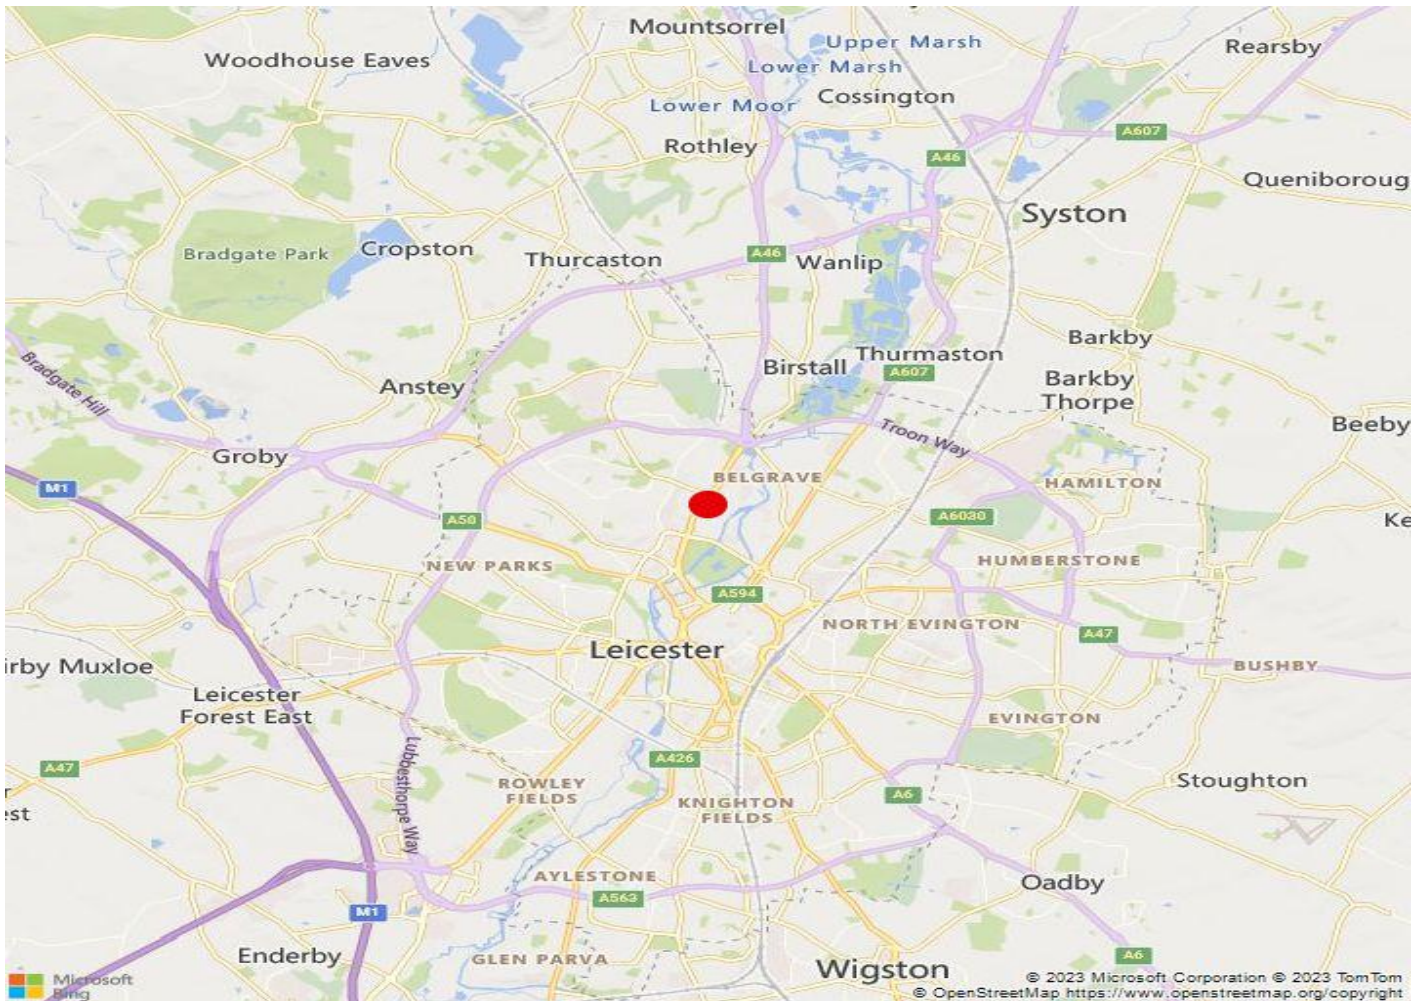 Mountsorrel
Upper Marsh
Rearsby
Woodhouse Eaves
Lower Marsh
Lower Moor
Cossington
A607
Rothley
A46
Queniboroug
Syston
Bradgate Park
Cropston
Thurcaston
A46
Wanlip
Barkby
Birstall
Thurmaston
A607
Bradgate Hill
Anstey
Barkby
Thorpe
Beeby
Troon Way
Groby
BELGRAVE
HAMILTON
M1
A50
A6030
Ke
NEW PARKS
HUMBERSTONE
A594
NORTH EVINGTON
A47
Leicester
irby Muxloe
BUSHBY
Leicester
Forest East
EVINGTON
A47
Lubbesthorpe Way
A426
ROWLEY
FIELDS
KNIGHTON
FIELDS
A6
Stoughton
r
est
AYLESTONE
A563
Oadby
M1
Enderby
GLEN PARVA
Wigston
A6
Microsoft
Bing
© 2023 Microsoft Corporation © 2023 TomTom
© OpenStreetMap https://www.openstreetmap.org/copyright